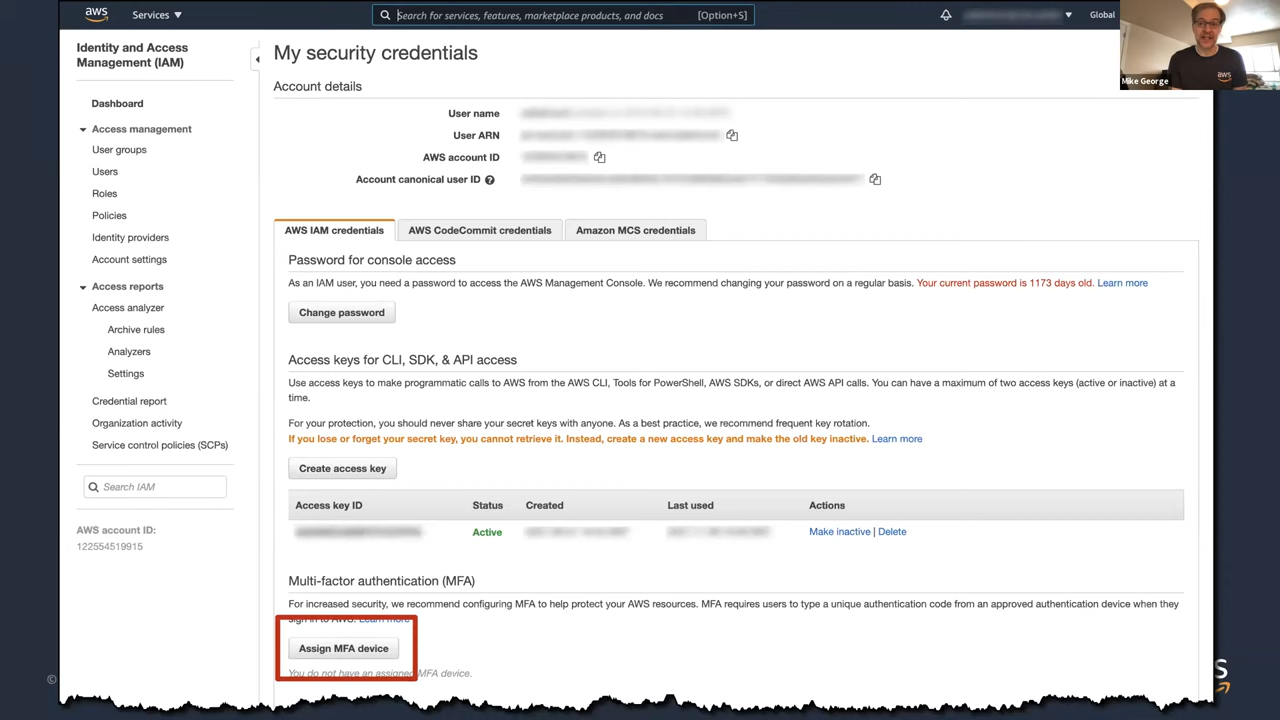 aws
Services
Search for services, features, marketplace products, and docs
[Option+S]
Global
Mike George
aws
Identity and Access
Management (IAM)
Dashboard
Access management
User groups
Users
Roles
Policies
Identity providers
Account settings
Access reports
Access analyzer
Archive rules
Analyzers
Settings
Credential report
Organization activity
Service control policies (SCPs)
Search IAM
AWS account ID:
122554519915
My security credentials
Account details
User name
User ARN
AWS account ID
Account canonical user ID
AWS IAM credentials
AWS CodeCommit credentials
Amazon MCS credentials
Password for console access
As an IAM user, you need a password to access the AWS Management Console. We recommend changing your password on a regular basis. Your current password is 1173 days old. Learn more
Change password
Access keys for CLI, SDK, & API access
Use access keys to make programmatic calls to AWS from the AWS CLI, Tools for PowerShell, AWS SDKs, or direct AWS API calls. You can have a maximum of two access keys (active or inactive) at a
time.
For your protection, you should never share your secret keys with anyone. As a best practice, we recommend frequent key rotation.
If you lose or forget your secret key, you cannot retrieve it. Instead, create a new access key and make the old key inactive. Learn more
Create access key
Access key ID Status Created Last used Actions
Active Make inactive | Delete
Multi-factor authentication (MFA)
For increased security, we recommend configuring MFA to help protect your AWS resources. MFA requires users to type a unique authentication code from an approved authentication device when they
sign in to AWS. Learn more
Assign MFA device
You do not have an assigned MFA device.
©